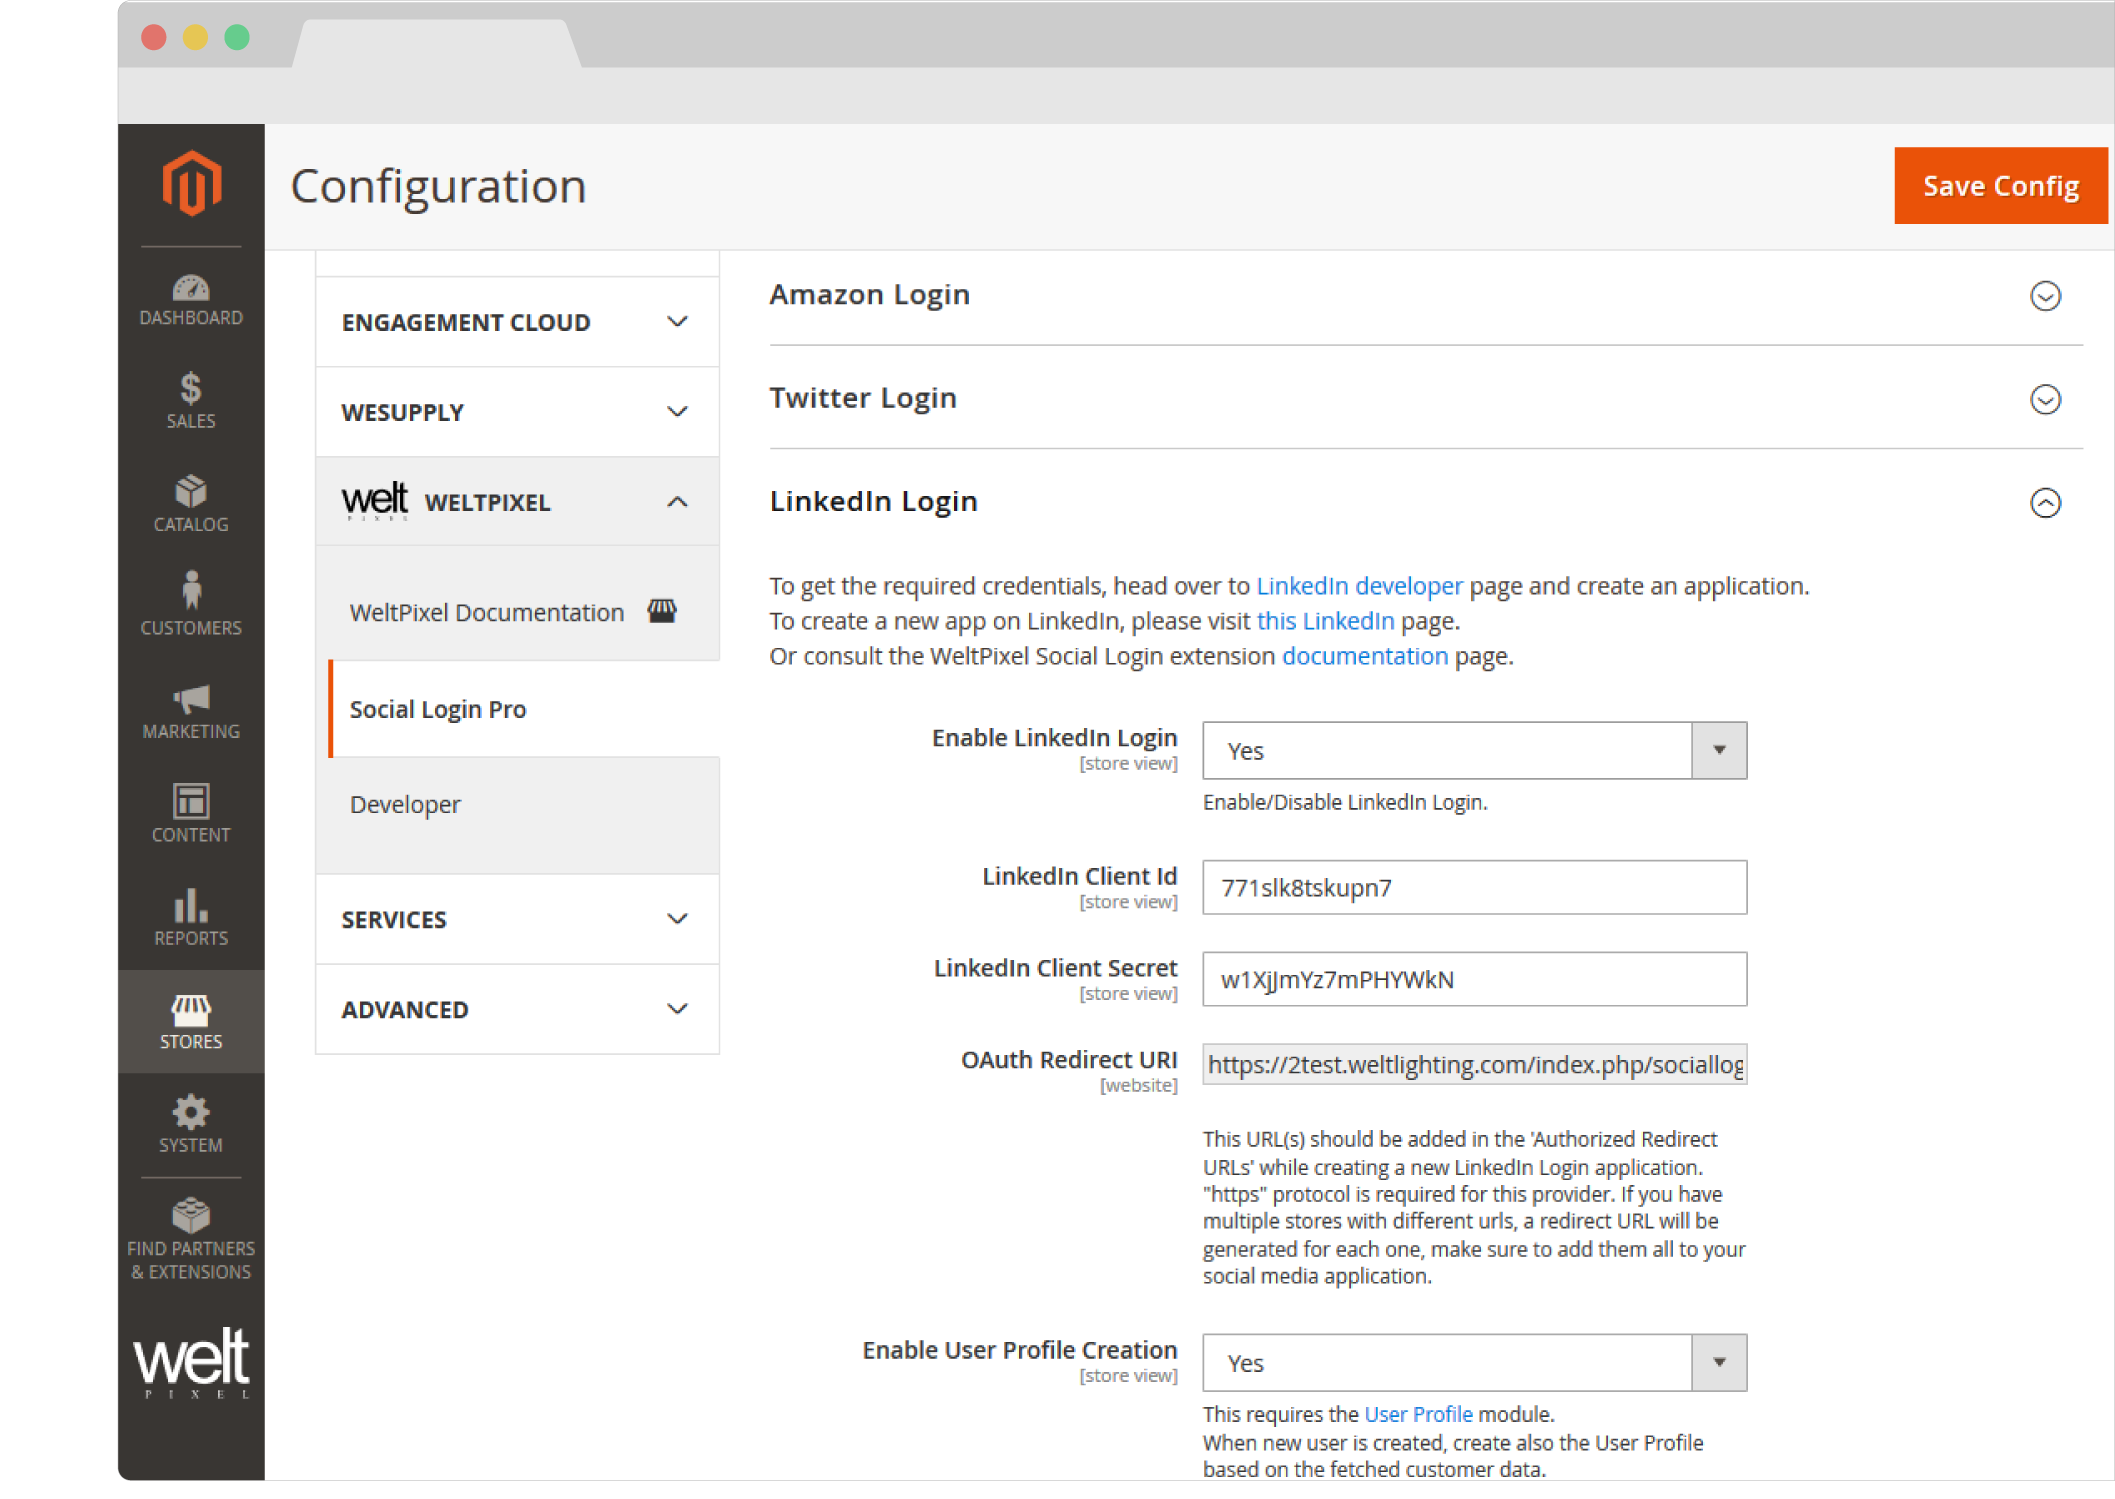 Configuration
Save Config
DASHBOARD
SALES
CATALOG
CUSTOMERS
MARKETING
CONTENT
REPORTS
STORES
SYSTEM
FIND PARTNERS
& EXTENSIONS
welt
PIXEL
ENGAGEMENT CLOUD
WESUPPLY
welt
PIXEL
WELTPIXEL
WeltPixel Documentation
Social Login Pro
Developer
SERVICES
ADVANCED
Amazon Login
Twitter Login
LinkedIn Login
To get the required credentials, head over to LinkedIn developer page and create an application.
To create a new app on LinkedIn, please visit this LinkedIn page.
Or consult the WeltPixel Social Login extension documentation page.
Enable LinkedIn Login
[store view]
Yes
Enable/Disable LinkedIn Login.
LinkedIn Client Id
[store view]
771slk8tskupn7
LinkedIn Client Secret
[store view]
w1XjJmYz7mPHYWkN
OAuth Redirect URI
[website]
https://2test.weltlighting.com/index.php/sociallog
This URL(s) should be added in the 'Authorized Redirect
URLs' while creating a new LinkedIn Login application.
"https" protocol is required for this provider. If you have
multiple stores with different urls, a redirect URL will be
generated for each one, make sure to add them all to your
social media application.
Enable User Profile Creation
[store view]
Yes
This requires the User Profile module.
When new user is created, create also the User Profile
based on the fetched customer data.